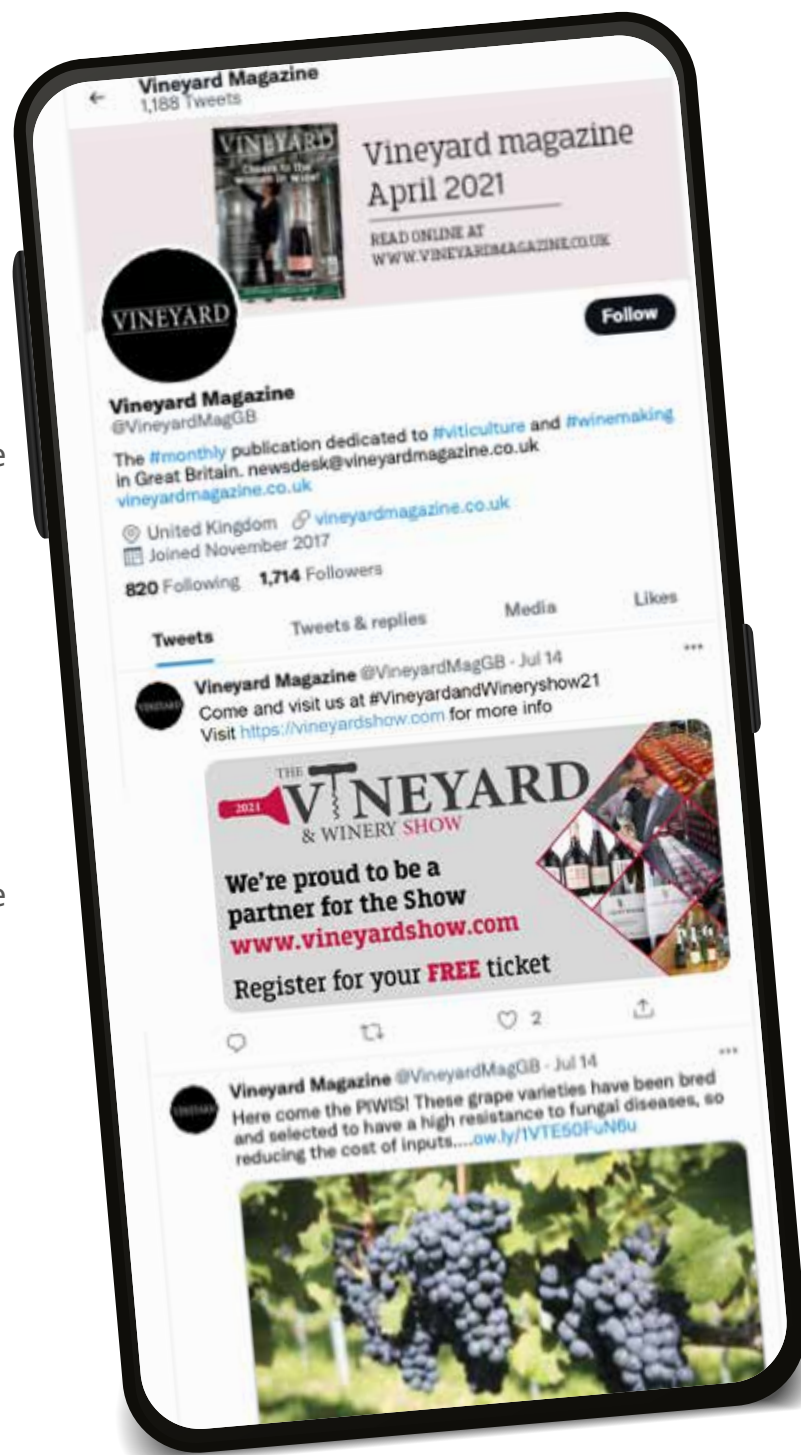 Vineyard Magazine
1,188 Tweets
VINEYARD
Cheers to the
women in wine!
Vineyard magazine
April 2021
READ ONLINE AT
WWW.VINEYARDMAGAZINE.CO.UK
VINEYARD
Follow
Vineyard Magazine
@VineyardMagGB
The #monthly publication dedicated to #viticulture and #winemaking
in Great Britain. newsdesk@vineyardmagazine.co.uk
vineyardmagazine.co.uk
United Kingdom vineyardmagazine.co.uk
Joined November 2017
820 Following 1,714 Followers
Tweets Tweets & replies Media Likes
Vineyard Magazine @VineyardMagGB · Jul 14
Come and visit us at #VineyardandWineryshow21
Visit https://vineyardshow.com for more info
THE
2021 VINEYARD
& WINERY SHOW
We're proud to be a
partner for the Show
www.vineyardshow.com
Register for your FREE ticket
2
Vineyard Magazine @VineyardMagGB · Jul 14
Here come the PIWIS! These grape varieties have been bred
and selected to have a high resistance to fungal diseases, so
reducing the cost of inputs....ow.ly/1VTE50FuN6u
e
e